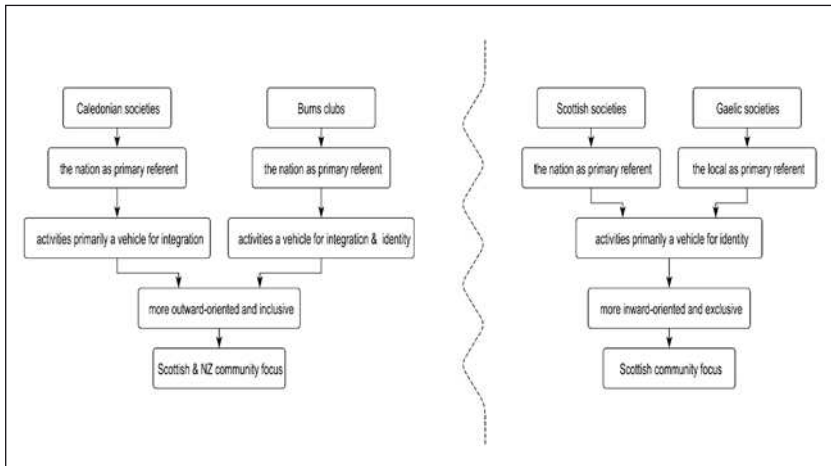 Caledonian societies
Burns clubs
Scottish societies
Gaelic societies
the nation as primary referent
the nation as primary referent
the nation as primary referent
the local as primary referent
activities primarily a vehicle for integration
activities a vehicle for integration & identity
activities primarily a vehicle for identity
more outward-oriented and inclusive
more inward-oriented and exclusive
Scottish & NZ community focus
Scottish community focus